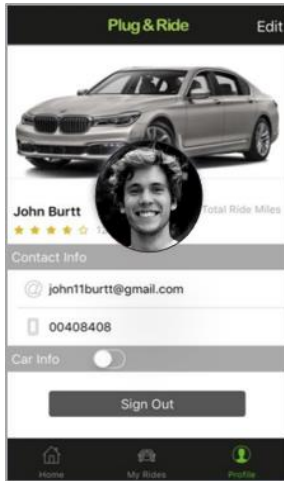 Plug & Ride
Edit
John Burtt
Total Ride Miles
Contact Info
@ john11burtt@gmail.com
00408408
Car Info
Sign Out
Home
My Rides
Profile